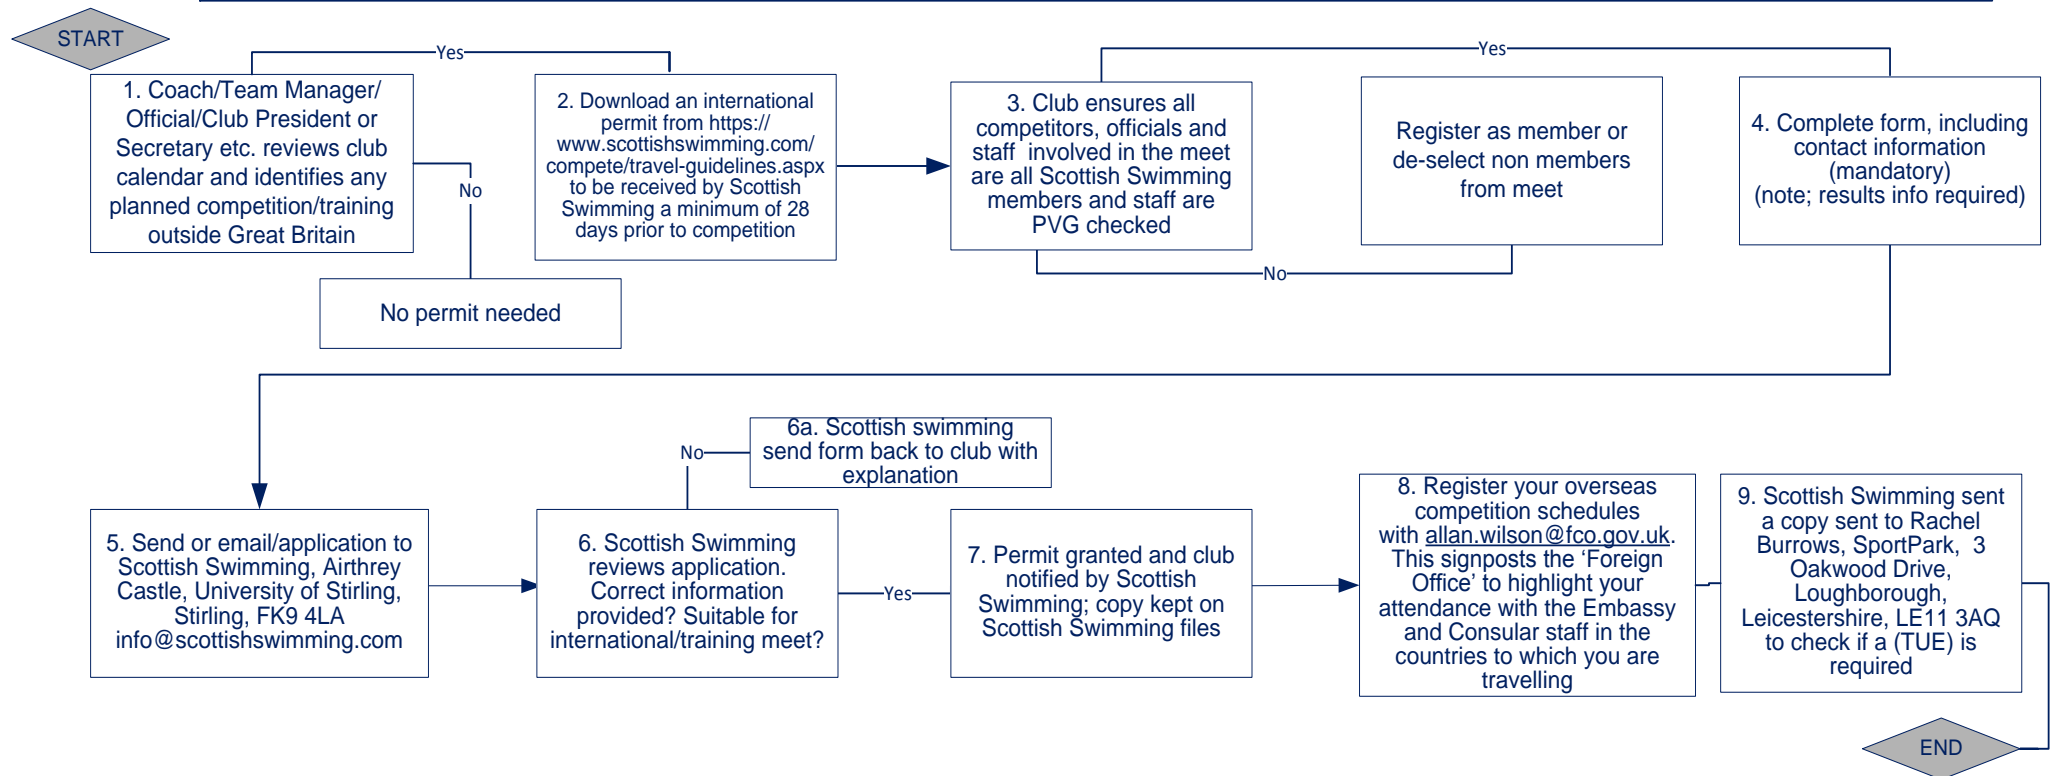 START
Yes
1. Coach/Team Manager/
Official/Club President or
Secretary etc. reviews club
calendar and identifies any
planned competition/training
outside Great Britain
No
No permit needed
2. Download an international
permit from https://
www.scottishswimming.com/
compete/travel-guidelines.aspx
to be received by Scottish
Swimming a minimum of 28
days prior to competition
3. Club ensures all
competitors, officials and
staff involved in the meet
are all Scottish Swimming
members and staff are
PVG checked
Yes
No
Register as member or
de-select non members
from meet
4. Complete form, including
contact information
(mandatory)
(note; results info required)
5. Send or email/application to
Scottish Swimming, Airthrey
Castle, University of Stirling,
Stirling, FK9 4LA
info@scottishswimming.com
6. Scottish Swimming
reviews application.
Correct information
provided? Suitable for
international/training meet?
No
6a. Scottish swimming
send form back to club with
explanation
Yes
7. Permit granted and club
notified by Scottish
Swimming; copy kept on
Scottish Swimming files
8. Register your overseas
competition schedules
with allan.wilson@fco.gov.uk.
This signposts the ‘Foreign
Office’ to highlight your
attendance with the Embassy
and Consular staff in the
countries to which you are
travelling
9. Scottish Swimming sent
a copy sent to Rachel
Burrows, SportPark, 3
Oakwood Drive,
Loughborough,
Leicestershire, LE11 3AQ
to check if a (TUE) is
required
END